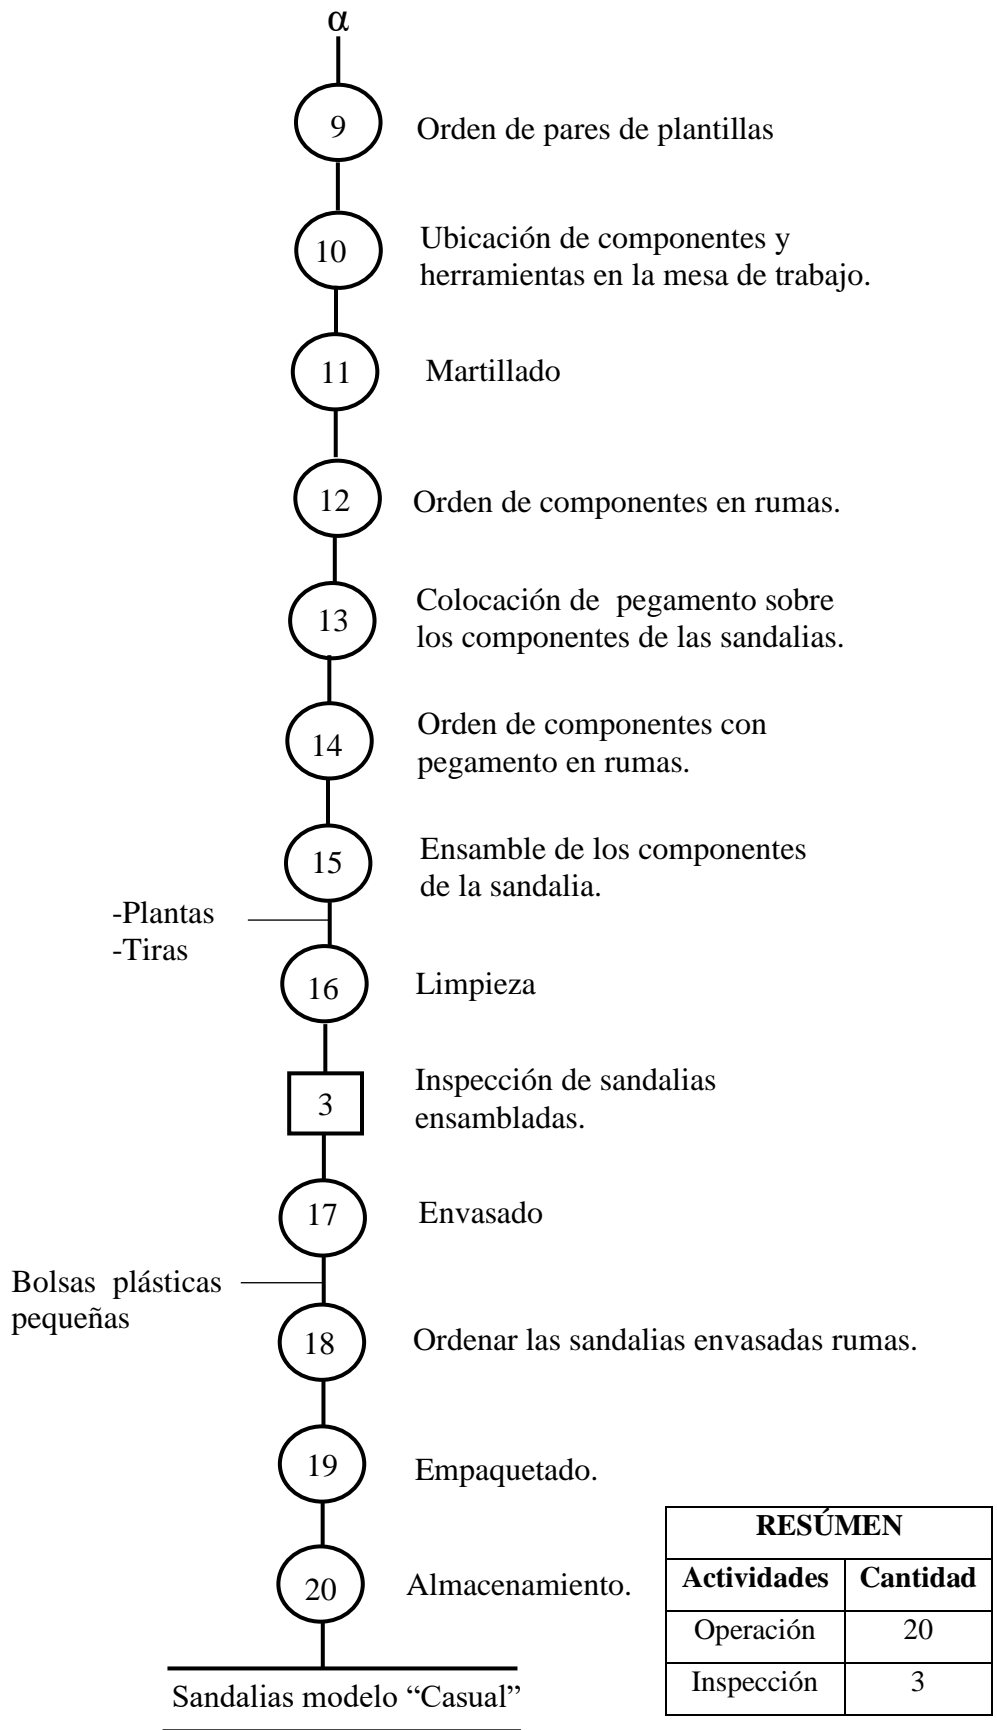 α
9
Orden de pares de plantillas
10
Ubicación de componentes y
herramientas en la mesa de trabajo.
11
Martillado
12
Orden de componentes en rumas.
13
Colocación de pegamento sobre
los componentes de las sandalias.
14
Orden de componentes con
pegamento en rumas.
15
Ensamble de los componentes
de la sandalia.
-Plantas
-Tiras
16
Limpieza
3
Inspección de sandalias
ensambladas.
17
Envasado
Bolsas plásticas
pequeñas
18
Ordenar las sandalias envasadas rumas.
19
Empaquetado.
20
Almacenamiento.
Sandalias modelo “Casual”
RESÚMEN
Actividades Cantidad
Operación 20
Inspección 3